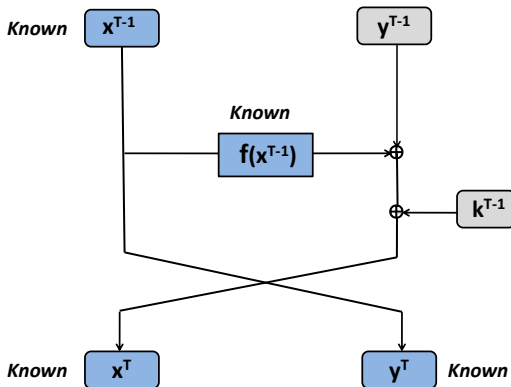 Known
x^T-1
y^T-1
Known
f(x^T-1)
⊕
⊕
k^T-1
Known
x^T
y^T
Known